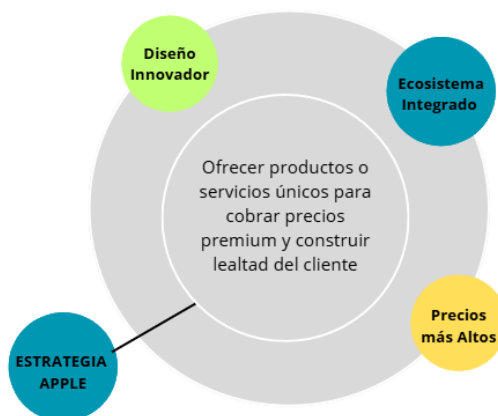 Diseño
Innovador
Ecosistema
Integrado
Ofrecer productos o
servicios únicos para
cobrar precios
premium y construir
lealtad del cliente
Precios
más Altos
ESTRATEGIA
APPLE